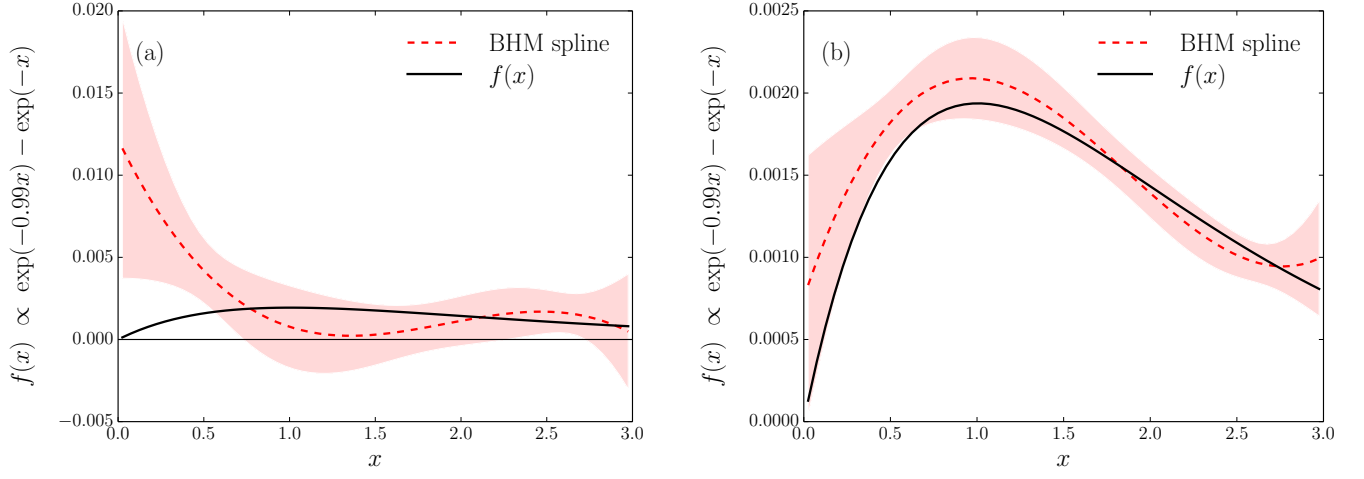 0.020
0.015
0.010
0.005
0.000
−0.005
0.0
0.5
1.0
1.5
2.0
2.5
3.0
x
f(x) ∝ exp(−0.99x) − exp(−x)
(a)
BHM spline
f(x)
0.0025
0.0020
0.0015
0.0010
0.0005
0.0000
0.0
0.5
1.0
1.5
2.0
2.5
3.0
x
f(x) ∝ exp(−0.99x) − exp(−x)
(b)
BHM spline
f(x)